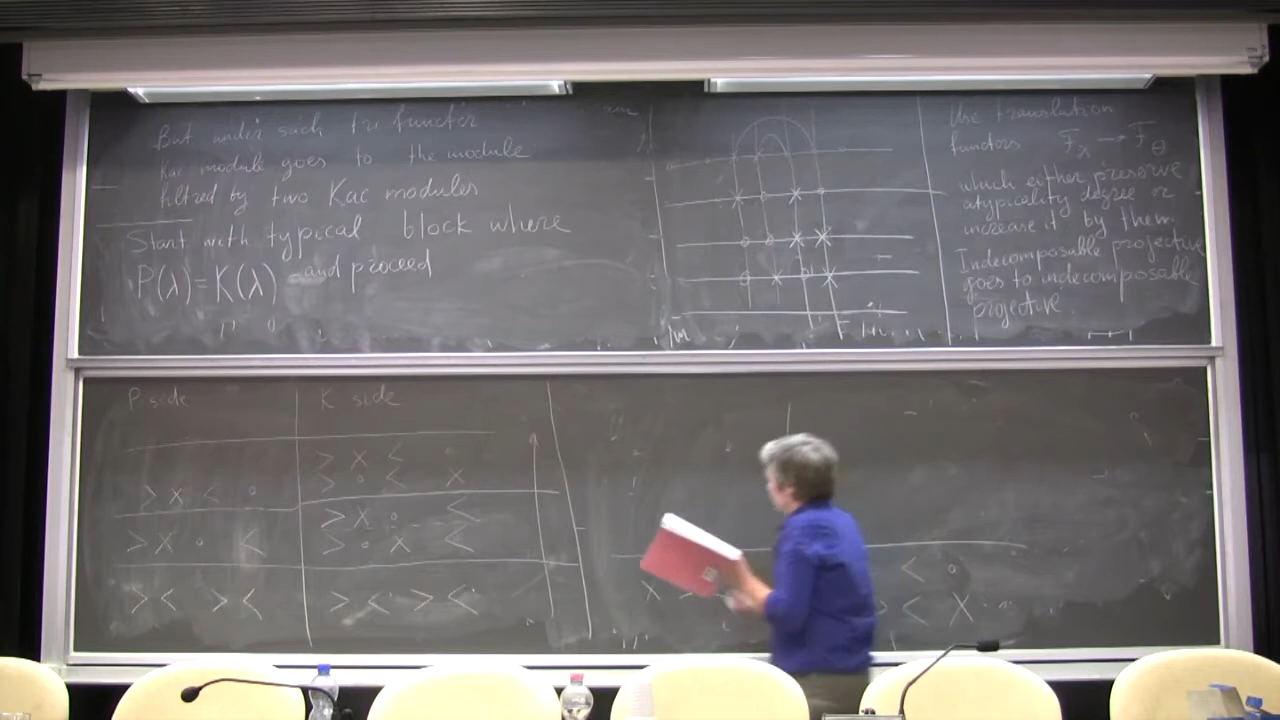 But under such
functor
Kac module goes to the module
filtred by two Kac modules
Start with typical block where
P(λ)=K(λ) and proceed
Use translation
functors F_χ → F_θ
which either preserve
atypicality degree or
increase it by them
Indecomposable projective
goes to indecomposable
projective.
P side
K side
> X <
> ○ < X
> X < ○
> X ○ <
> ○ X <
> X ○ <
> < > <
> < > <
< ○
< X